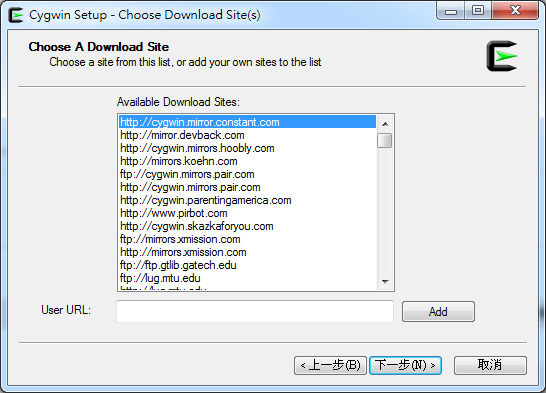 Cygwin Setup - Choose Download Site(s)
Choose A Download Site
Choose a site from this list, or add your own sites to the list
Available Download Sites:
http://cygwin.mirror.constant.com
http://mirror.devback.com
http://cygwin.mirrors.hoobly.com
http://mirrors.koehn.com
ftp://cygwin.mirrors.pair.com
http://cygwin.mirrors.pair.com
http://cygwin.parentingamerica.com
http://www.pirbot.com
http://cygwin.skazkaforyou.com
ftp://mirrors.xmission.com
http://mirrors.xmission.com
ftp://ftp.gtlib.gatech.edu
ftp://lug.mtu.edu
http://lug.mtu.edu
User URL:
Add
< 上一步(B)
下一步(N) >
取消